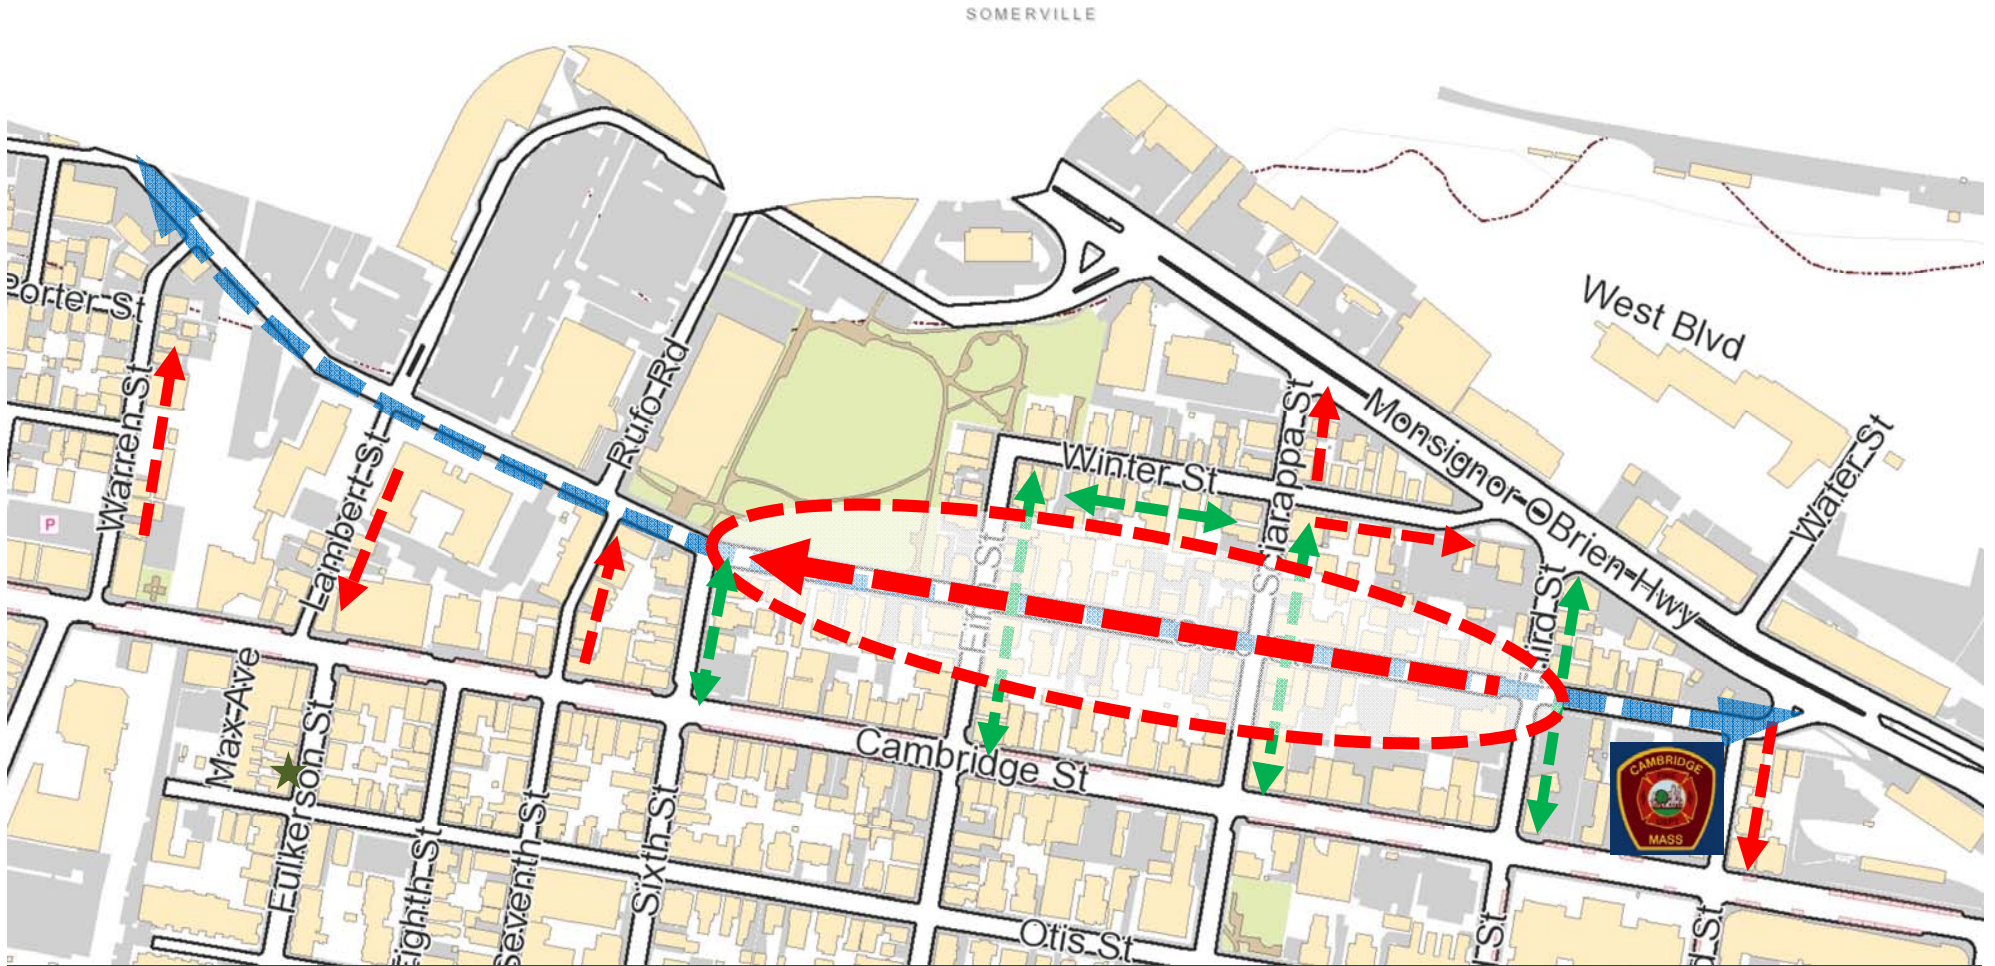 SOMERVILLE
West Blvd
Porter St
Rufo Rd
Warren St
Lambert St
Winter St
Sciarappa St
Monsignor OBrien Hwy
Water St
P
Third St
Max Ave
Fulkerson St
Cambridge St
CAMBRIDGE
MASS
Eighth St
Seventh St
Sixth St
Otis St
St
St